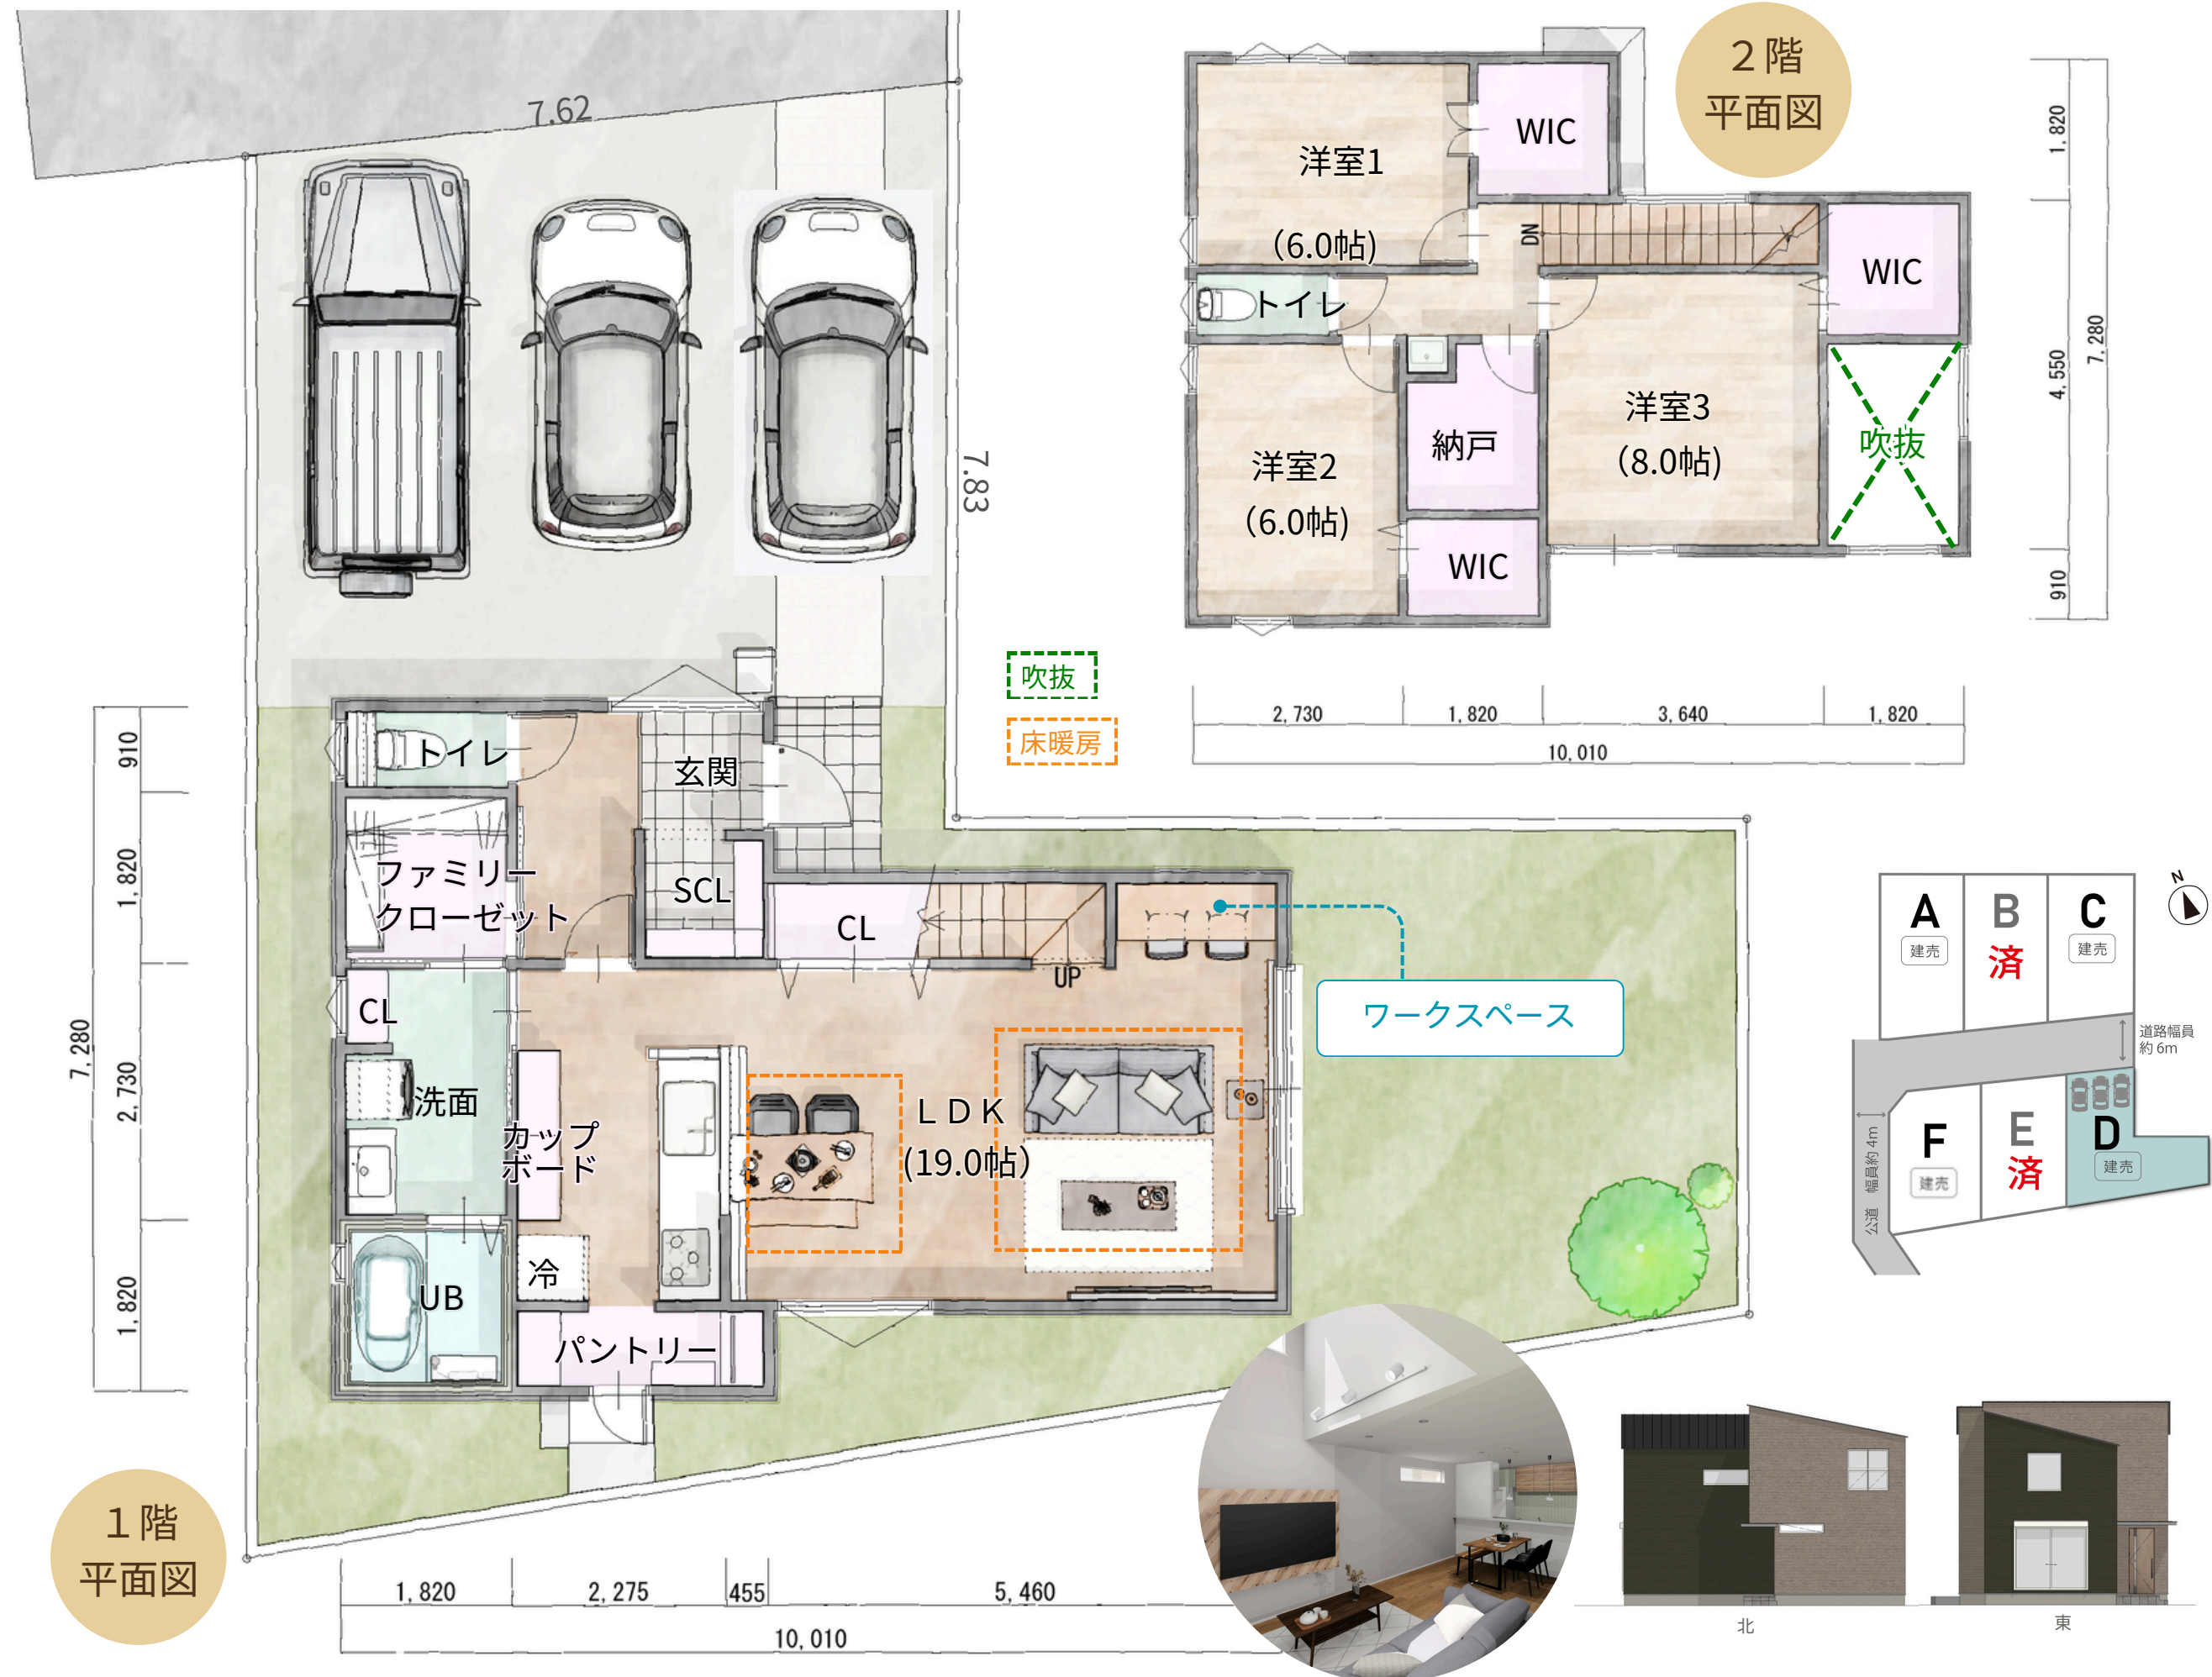 7.62
7.83
2階
平面図
洋室1
(6.0帖)
WIC
DN
WIC
トイレ
洋室2
(6.0帖)
納戸
WIC
洋室3
(8.0帖)
吹抜
1,820
4,550
910
7,280
2,730
1,820
3,640
1,820
10,010
吹抜
床暖房
トイレ
玄関
ファミリー
クローゼット
SCL
CL
UP
ワークスペース
CL
洗面
カップ
ボード
LDK
(19.0帖)
冷
UB
パントリー
910
1,820
2,730
1,820
7,280
1階
平面図
1,820
2,275
455
5,460
10,010
N
A
建売
B
済
C
建売
道路幅員
約 6m
公道 幅員約 4m
F
建売
E
済
D
建売
北
東